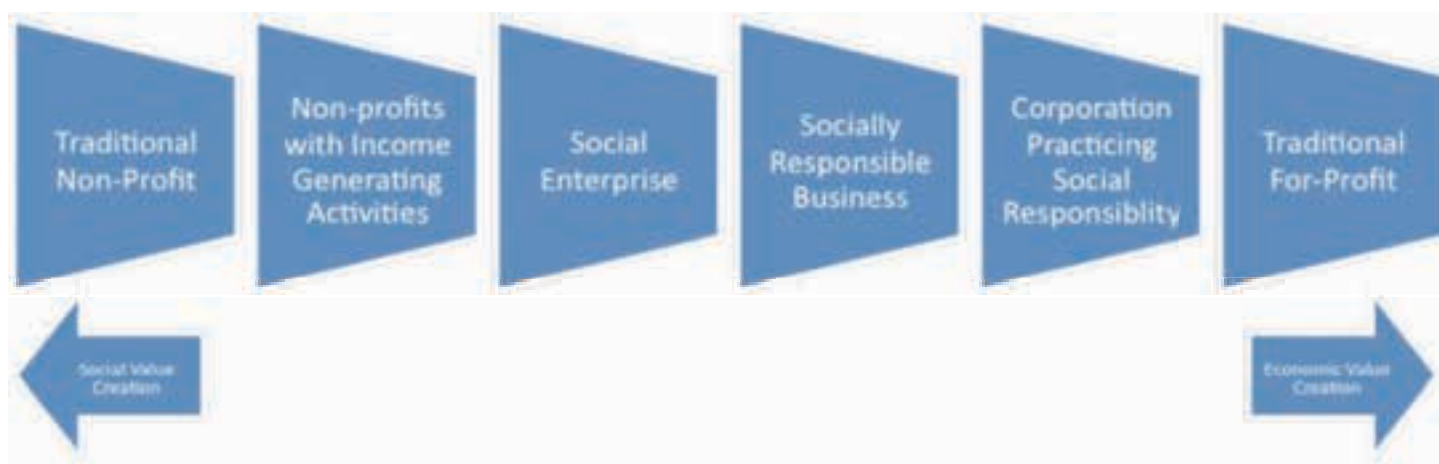 Traditional
Non-Profit
Non-profits
with Income
Generating
Activities
Social
Enterprise
Socially
Responsible
Business
Corporation
Practicing
Social
Responsiblity
Traditional
For-Profit
Social Value
Creation
Economic Value
Creation